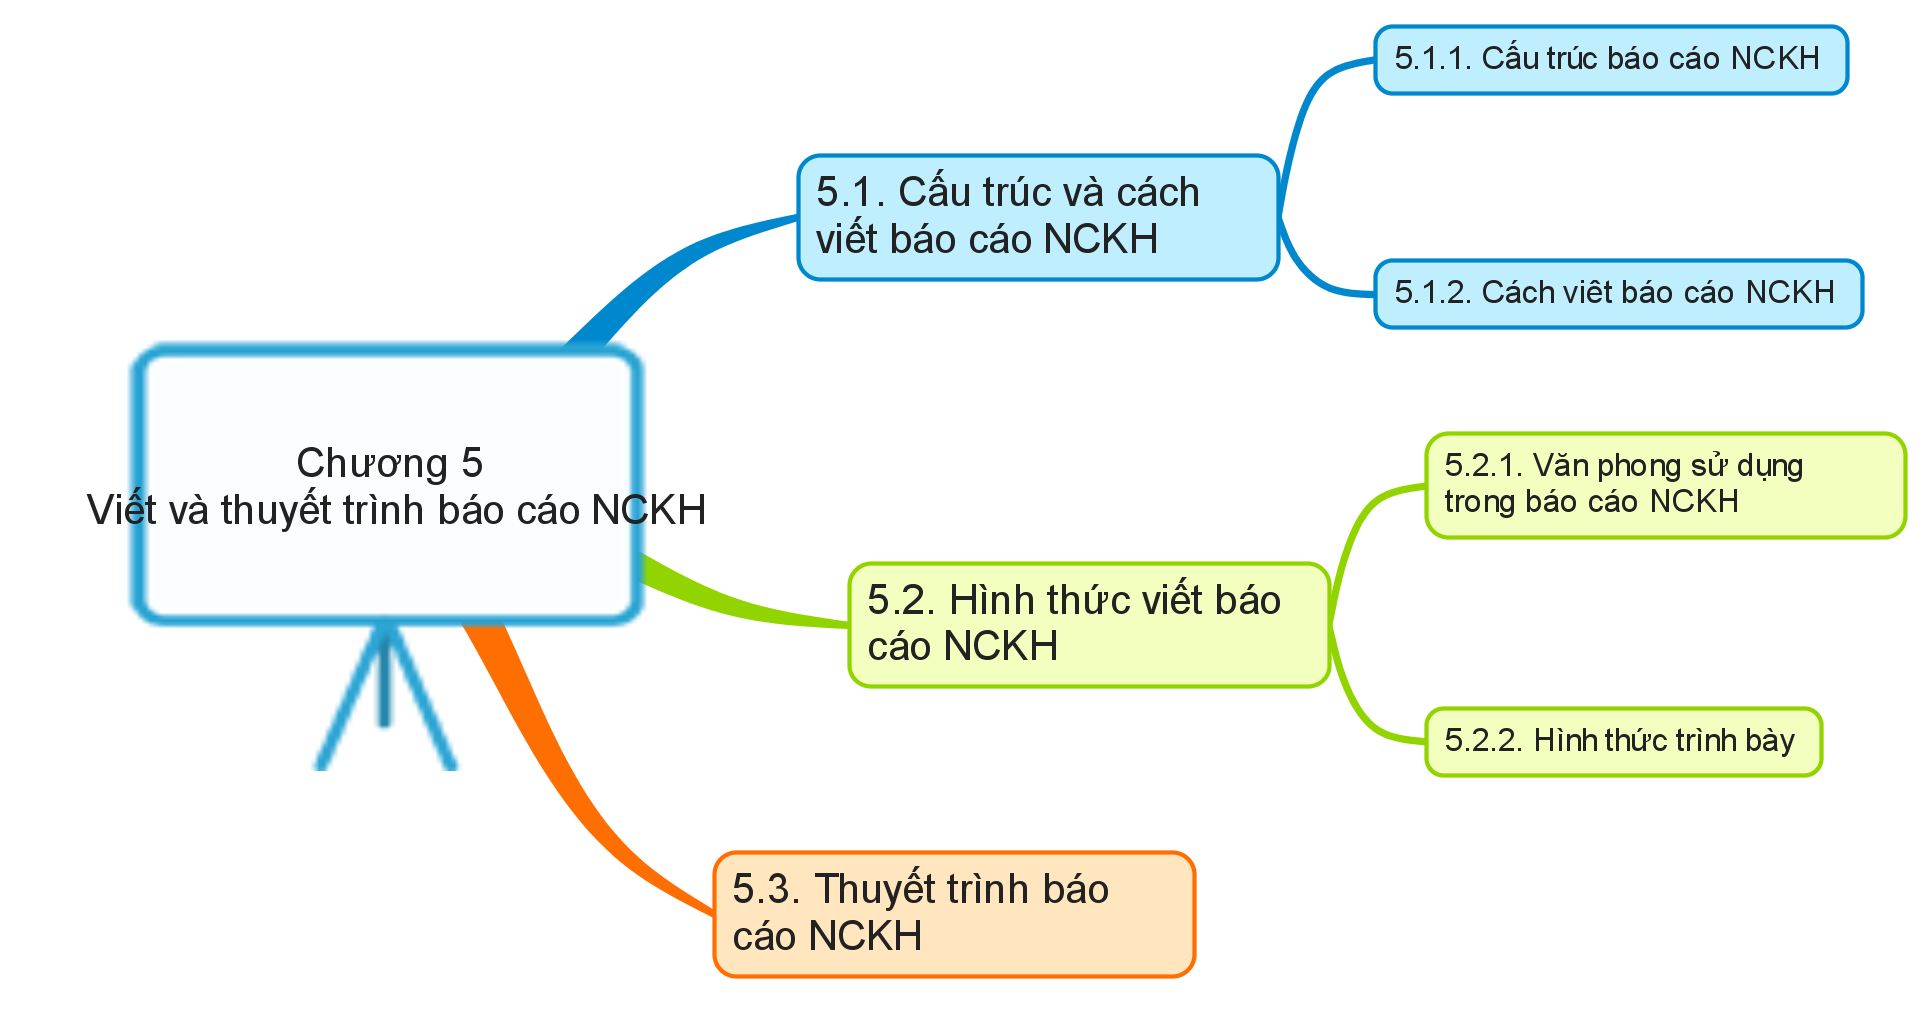 Chương 5
Viết và thuyết trình báo cáo NCKH
5.1. Cấu trúc và cách
viết báo cáo NCKH
5.1.1. Cấu trúc báo cáo NCKH
5.1.2. Cách viêt báo cáo NCKH
5.2. Hình thức viết báo
cáo NCKH
5.2.1. Văn phong sử dụng
trong báo cáo NCKH
5.2.2. Hình thức trình bày
5.3. Thuyết trình báo
cáo NCKH